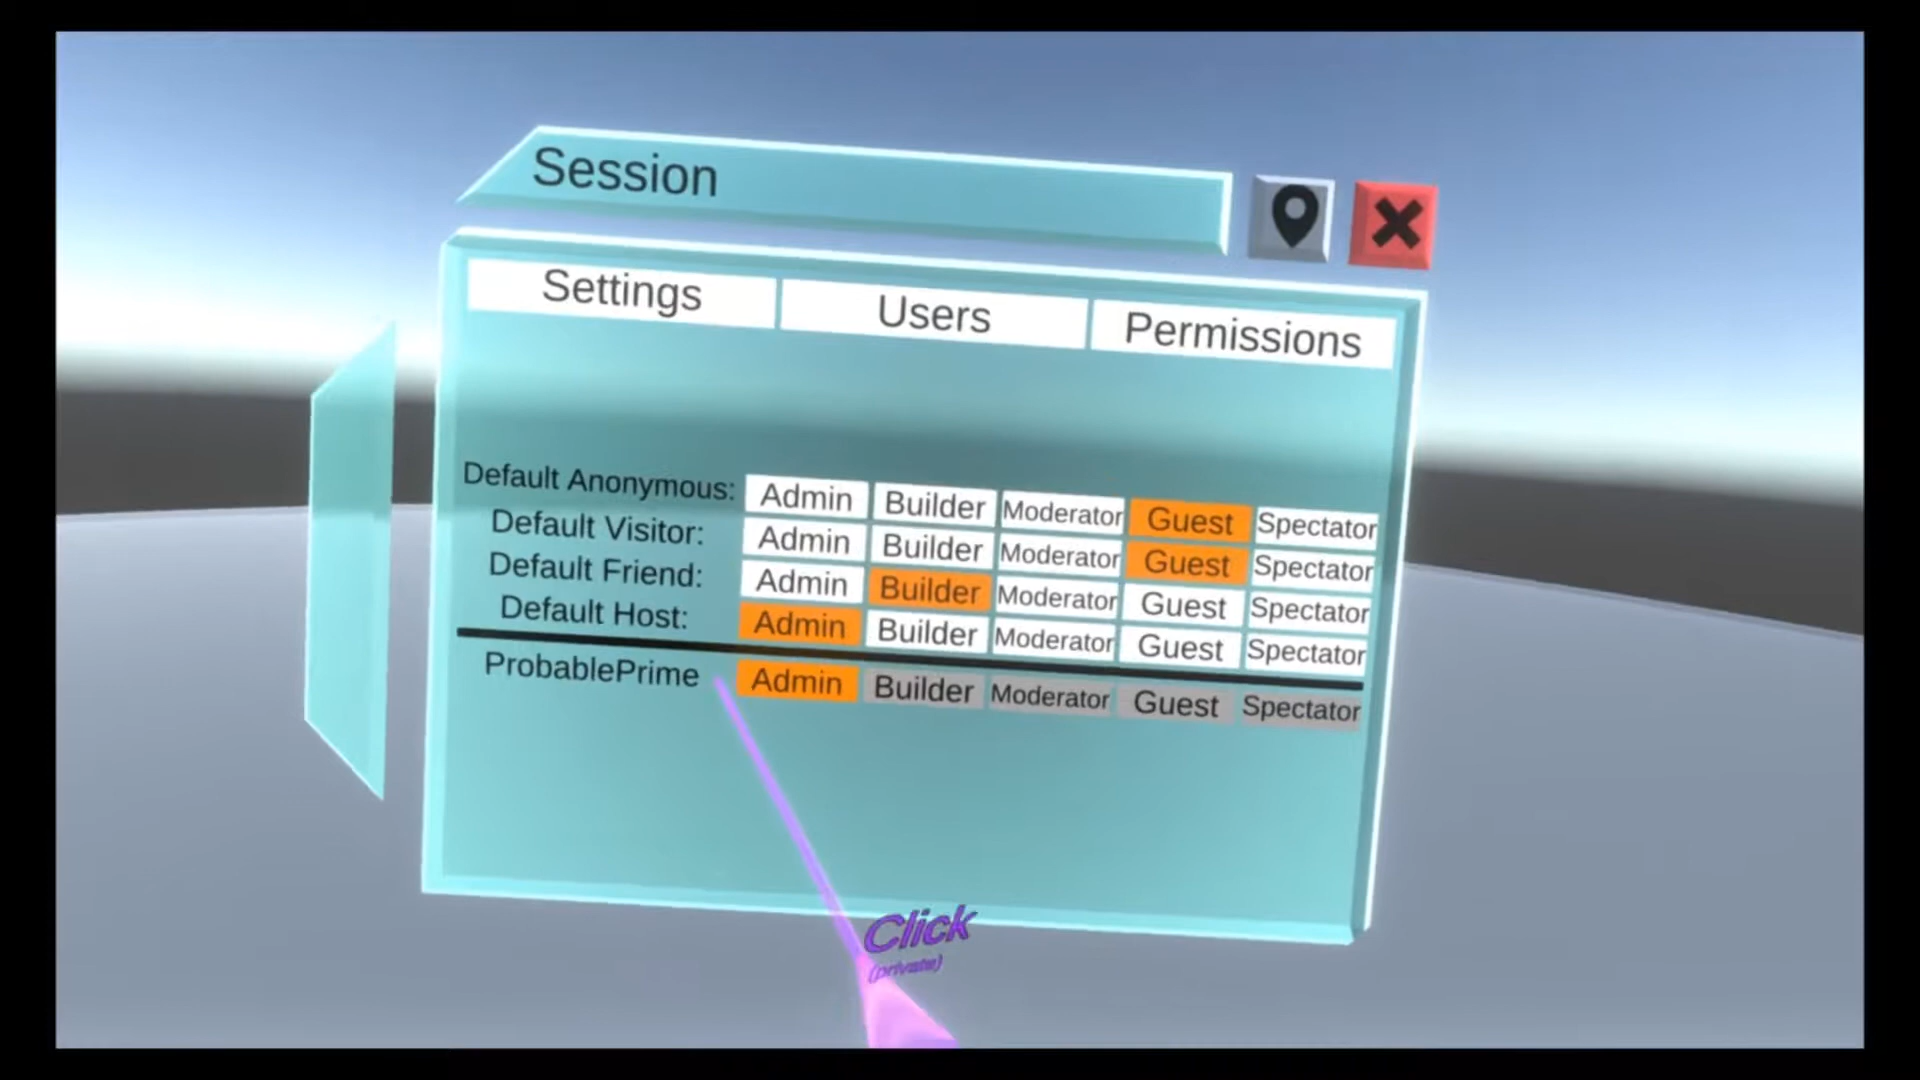 Session
Settings Users Permissions
Default Anonymous: Admin Builder Moderator Guest Spectator
Default Visitor: Admin Builder Moderator Guest Spectator
Default Friend: Admin Builder Moderator Guest Spectator
Default Host: Admin Builder Moderator Guest Spectator
ProbablePrime Admin Builder Moderator Guest Spectator
Click
(private)